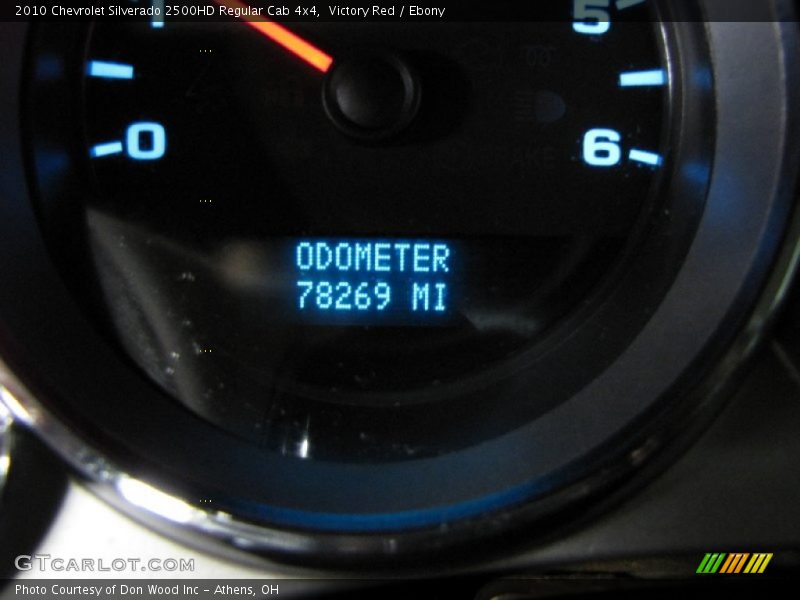 2010 Chevrolet Silverado 2500HD Regular Cab 4x4, Victory Red / Ebony
5
0
6
ODOMETER
78269 MI
GTCARLOT.COM
Photo Courtesy of Don Wood Inc - Athens, OH